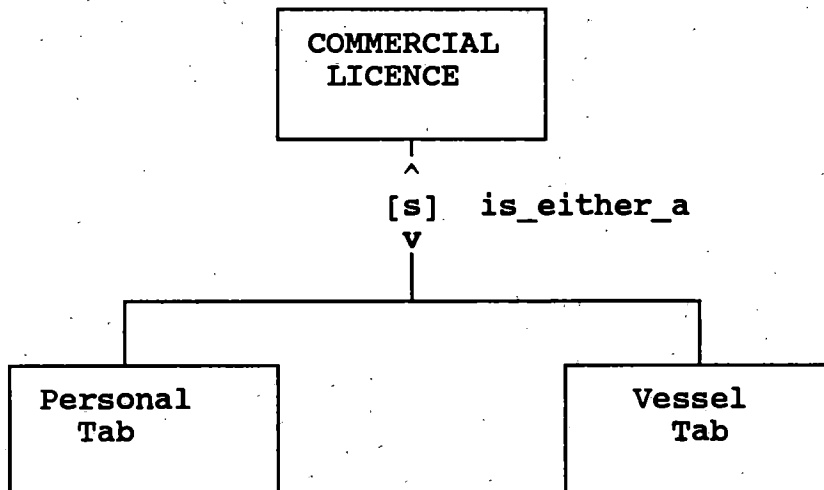 COMMERCIAL
LICENCE
^
[s] is_either_a
v
Personal
Tab
Vessel
Tab